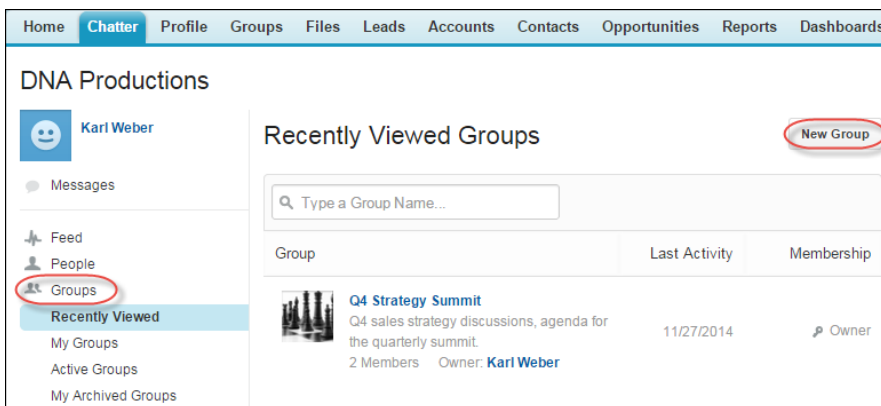 Home Chatter Profile Groups Files Leads Accounts Contacts Opportunities Reports Dashboards
DNA Productions
Karl Weber
Messages
Feed
People
Groups
Recently Viewed
My Groups
Active Groups
My Archived Groups
Recently Viewed Groups
New Group
Type a Group Name...
Group Last Activity Membership
Q4 Strategy Summit
Q4 sales strategy discussions, agenda for
the quarterly summit.
2 Members Owner: Karl Weber
11/27/2014
Owner